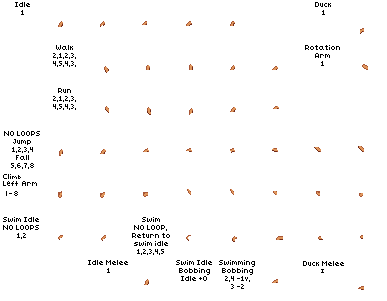 Idle
1
Duck
1
Walk
2,1,2,3,
4,5,4,3,
Rotation
Arm
1
Run
2,1,2,3,
4,5,4,3,
NO LOOPS
Jump
1,2,3,4
Fall
5,6,7,8
Climb
Left Arm
1-8
Swim Idle
NO LOOPS
1,2
Swim
NO LOOP,
Return to
swim idle
1,2,3,4,5
Idle Melee
1
Swim Idle
Bobbing
Idle +0
Swimming
Bobbing
2,4 -1v,
3 -2
Duck Melee
1